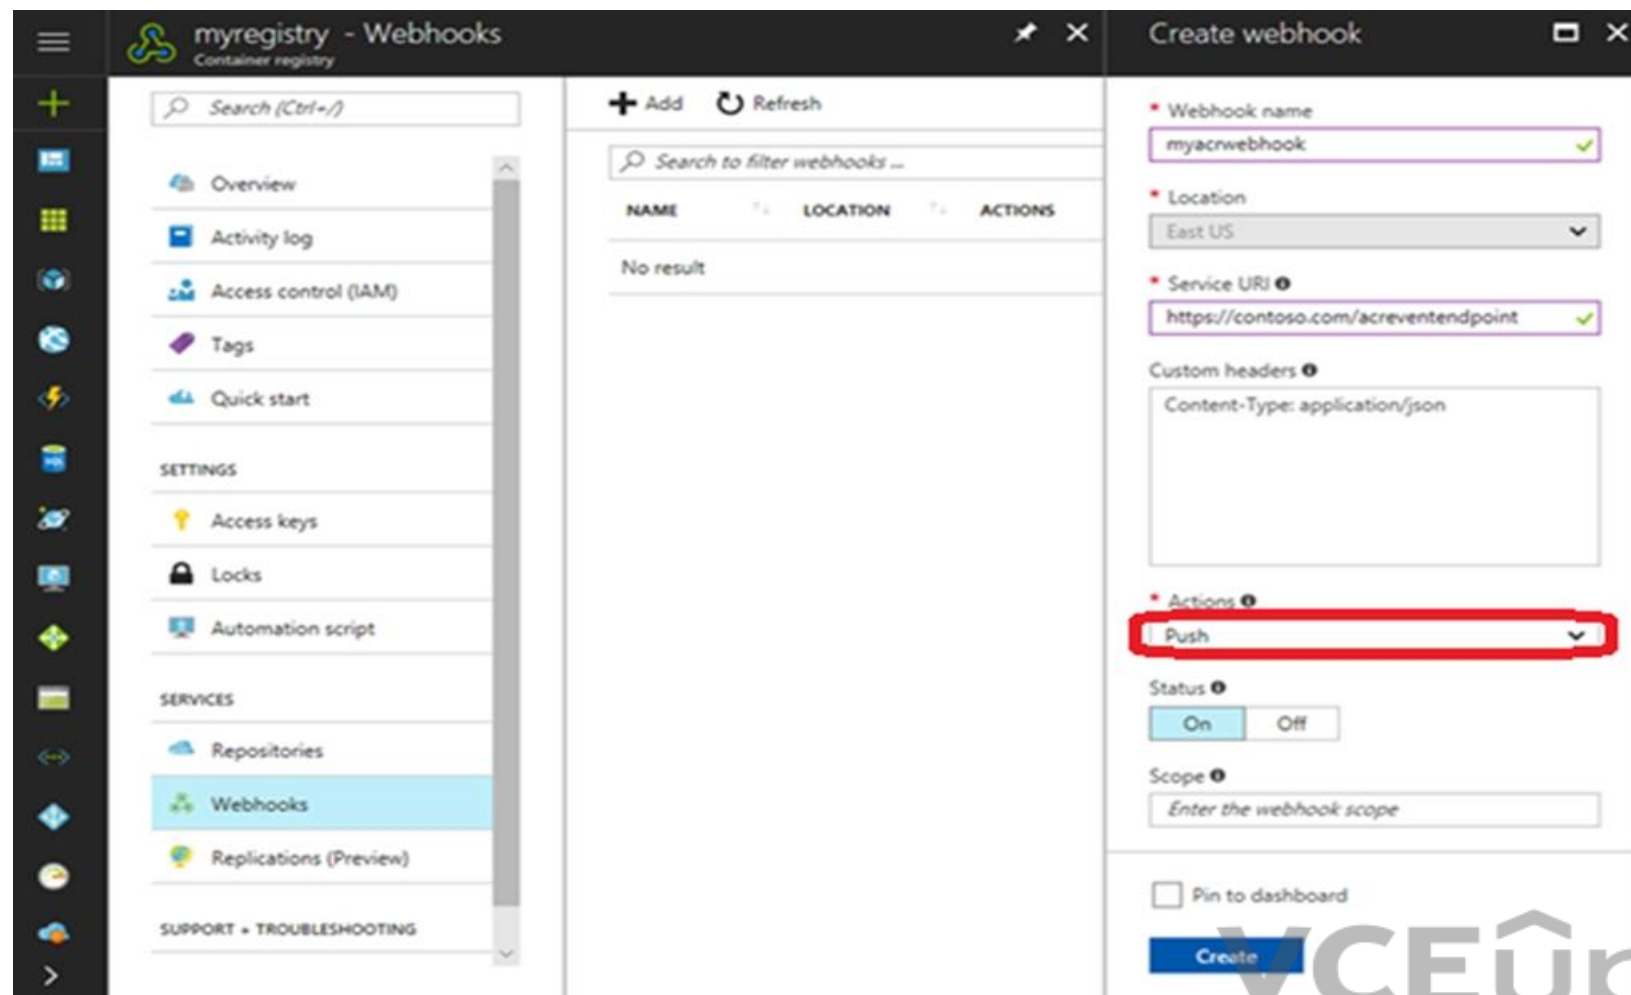 myregistry - Webhooks
Container registry
Search (Ctrl+/)
Overview
Activity log
Access control (IAM)
Tags
Quick start
SETTINGS
Access keys
Locks
Automation script
SERVICES
Repositories
Webhooks
Replications (Preview)
SUPPORT + TROUBLESHOOTING
Add Refresh
Search to filter webhooks ...
NAME LOCATION ACTIONS
No result
Create webhook
* Webhook name
myacrwebhook
* Location
East US
* Service URI
https://contoso.com/acreventendpoint
Custom headers
Content-Type: application/json
* Actions
Push
Status
On Off
Scope
Enter the webhook scope
Pin to dashboard
Create